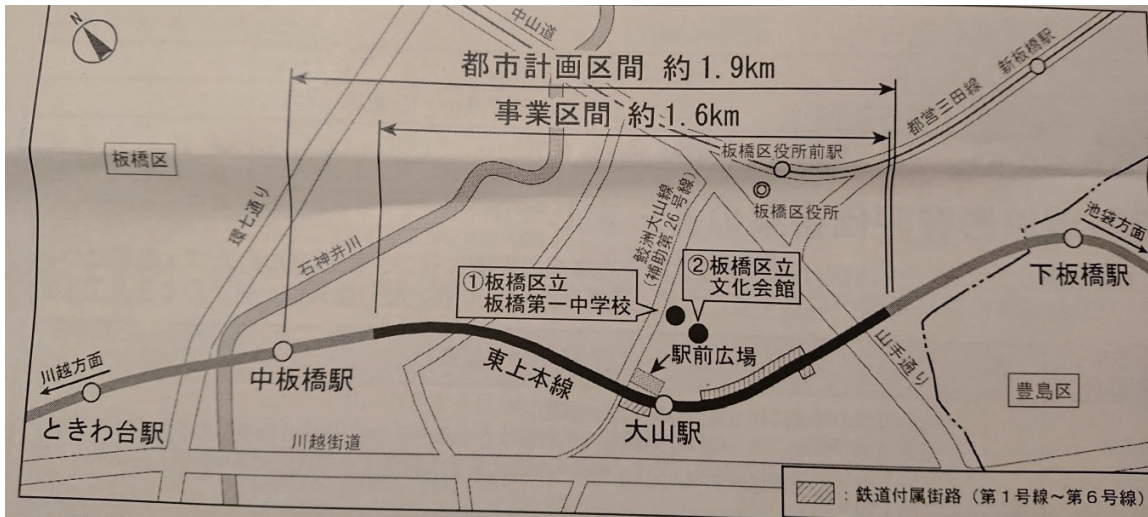 N
中山道
都市計画区間 約1.9km
事業区間 約1.6km
新板橋駅
都営三田線
板橋区
板橋区役所前駅
板橋区役所
環七通り
石神井川
鮫洲大山線
(補助第26号線)
池袋方面
下板橋駅
①板橋区立
板橋第一中学校
②板橋区立
文化会館
駅前広場
山手通り
川越方面
中板橋駅
東上本線
豊島区
ときわ台駅
川越街道
大山駅
:鉄道付属街路(第1号線~第6号線)